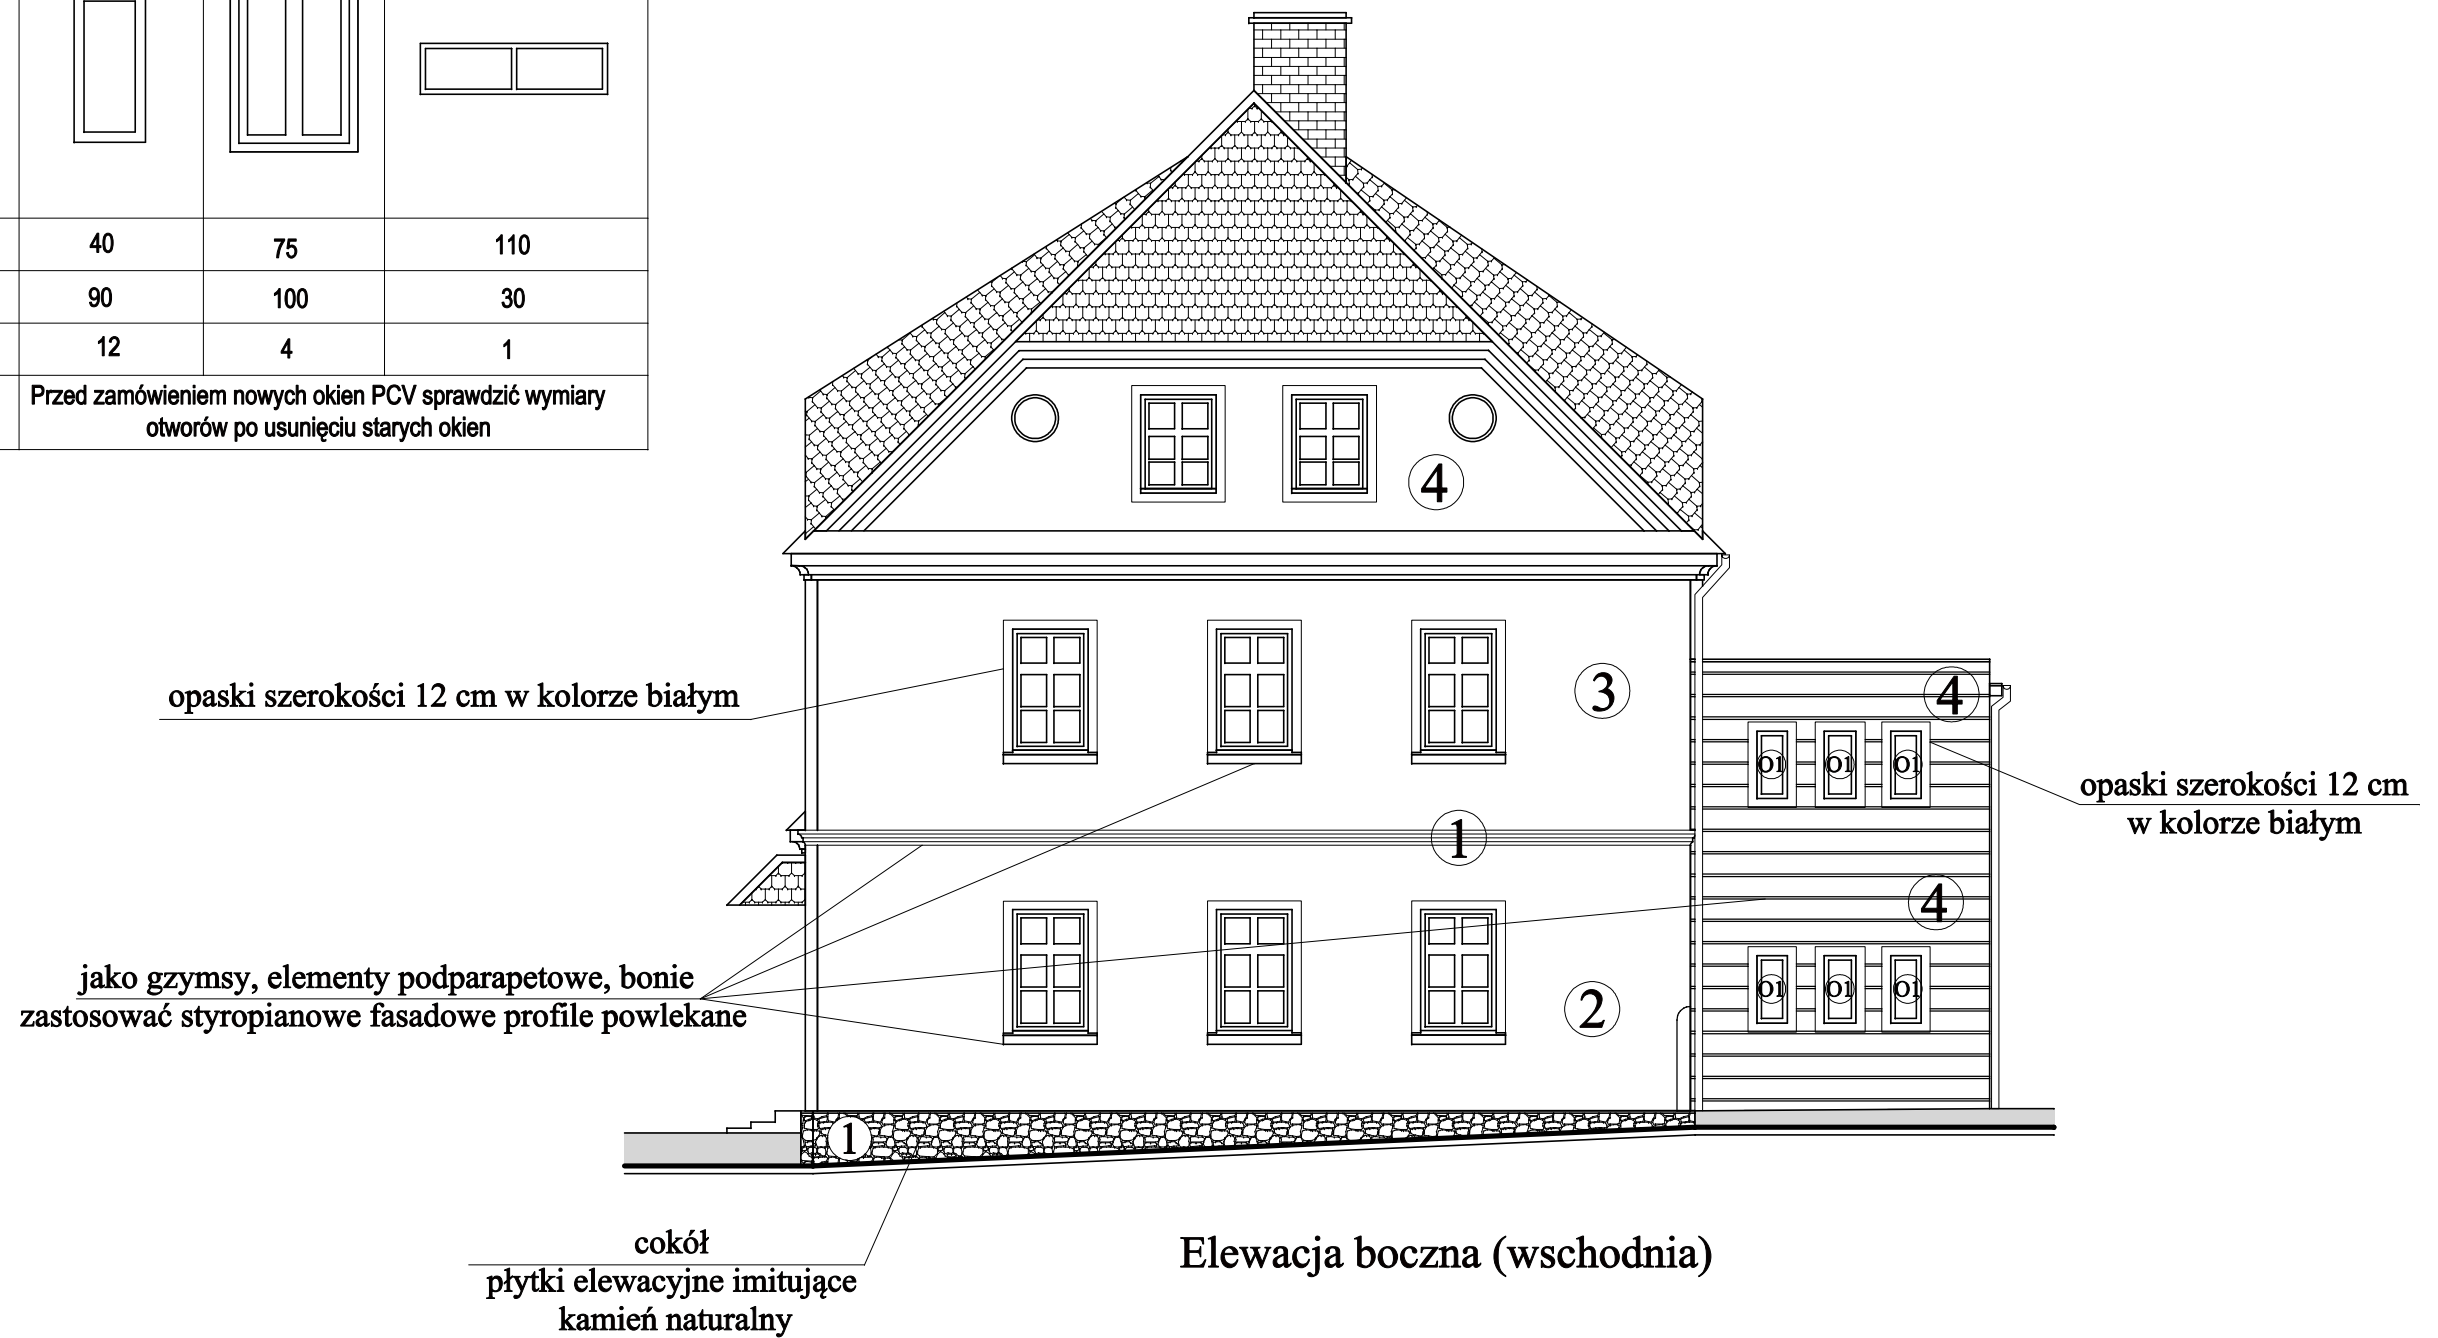 40 75 110
90 100 30
12 4 1
Przed zamówieniem nowych okien PCV sprawdzić wymiary
otworów po usunięciu starych okien
4
opaski szerokości 12 cm w kolorze białym
3
4
O1 O1 O1
opaski szerokości 12 cm
w kolorze białym
1
4
jako gzymsy, elementy podparapetowe, bonie
zastosować styropianowe fasadowe profile powlekane
2
O1 O1 O1
1
cokół
płytki elewacyjne imitujące
kamień naturalny
Elewacja boczna (wschodnia)